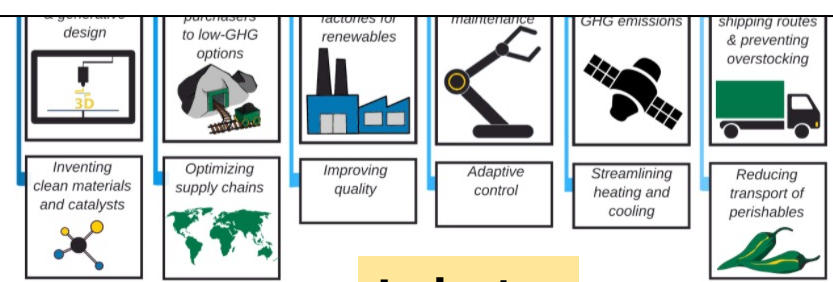 & generative
design
purchasers
to low-GHG
options
factories for
renewables
maintenance
GHG emissions
shipping routes
& preventing
overstocking
3D
Inventing
clean materials
and catalysts
Optimizing
supply chains
Improving
quality
Adaptive
control
Streamlining
heating and
cooling
Reducing
transport of
perishables